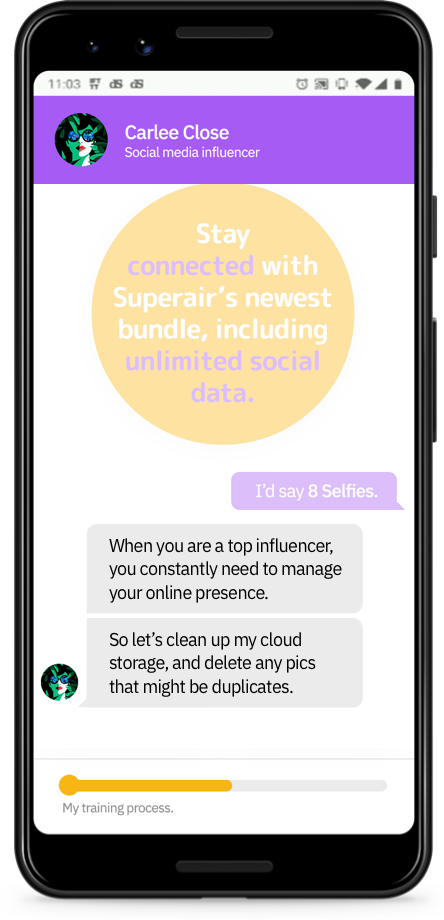 11:03
Carlee Close
Social media influencer
Stay
connected with
Superair's newest
bundle, including
unlimited social
data.
I'd say 8 Selfies.
When you are a top influencer,
you constantly need to manage
your online presence.
So let's clean up my cloud
storage, and delete any pics
that might be duplicates.
My training process.